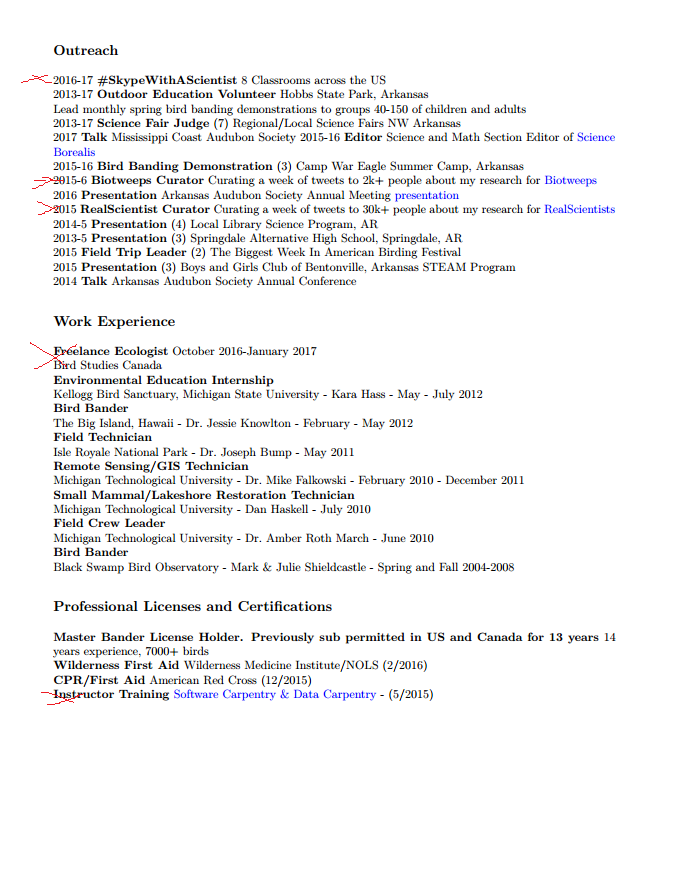 Outreach
2016-17 #SkypeWithAScientist 8 Classrooms across the US
2013-17 Outdoor Education Volunteer Hobbs State Park, Arkansas
Lead monthly spring bird banding demonstrations to groups 40-150 of children and adults
2013-17 Science Fair Judge (7) Regional/Local Science Fairs NW Arkansas
2017 Talk Mississippi Coast Audubon Society 2015-16 Editor Science and Math Section Editor of Science
Borealis
2015-16 Bird Banding Demonstration (3) Camp War Eagle Summer Camp, Arkansas
2015-6 Biotweeps Curator Curating a week of tweets to 2k+ people about my research for Biotweeps
2016 Presentation Arkansas Audubon Society Annual Meeting presentation
2015 RealScientist Curator Curating a week of tweets to 30k+ people about my research for RealScientists
2014-5 Presentation (4) Local Library Science Program, AR
2013-5 Presentation (3) Springdale Alternative High School, Springdale, AR
2015 Field Trip Leader (2) The Biggest Week In American Birding Festival
2015 Presentation (3) Boys and Girls Club of Bentonville, Arkansas STEAM Program
2014 Talk Arkansas Audubon Society Annual Conference
Work Experience
Freelance Ecologist October 2016-January 2017
Bird Studies Canada
Environmental Education Internship
Kellogg Bird Sanctuary, Michigan State University - Kara Hass - May - July 2012
Bird Bander
The Big Island, Hawaii - Dr. Jessie Knowlton - February - May 2012
Field Technician
Isle Royale National Park - Dr. Joseph Bump - May 2011
Remote Sensing/GIS Technician
Michigan Technological University - Dr. Mike Falkowski - February 2010 - December 2011
Small Mammal/Lakeshore Restoration Technician
Michigan Technological University - Dan Haskell - July 2010
Field Crew Leader
Michigan Technological University - Dr. Amber Roth March - June 2010
Bird Bander
Black Swamp Bird Observatory - Mark & Julie Shieldcastle - Spring and Fall 2004-2008
Professional Licenses and Certifications
Master Bander License Holder. Previously sub permitted in US and Canada for 13 years 14
years experience, 7000+ birds
Wilderness First Aid Wilderness Medicine Institute/NOLS (2/2016)
CPR/First Aid American Red Cross (12/2015)
Instructor Training Software Carpentry & Data Carpentry - (5/2015)